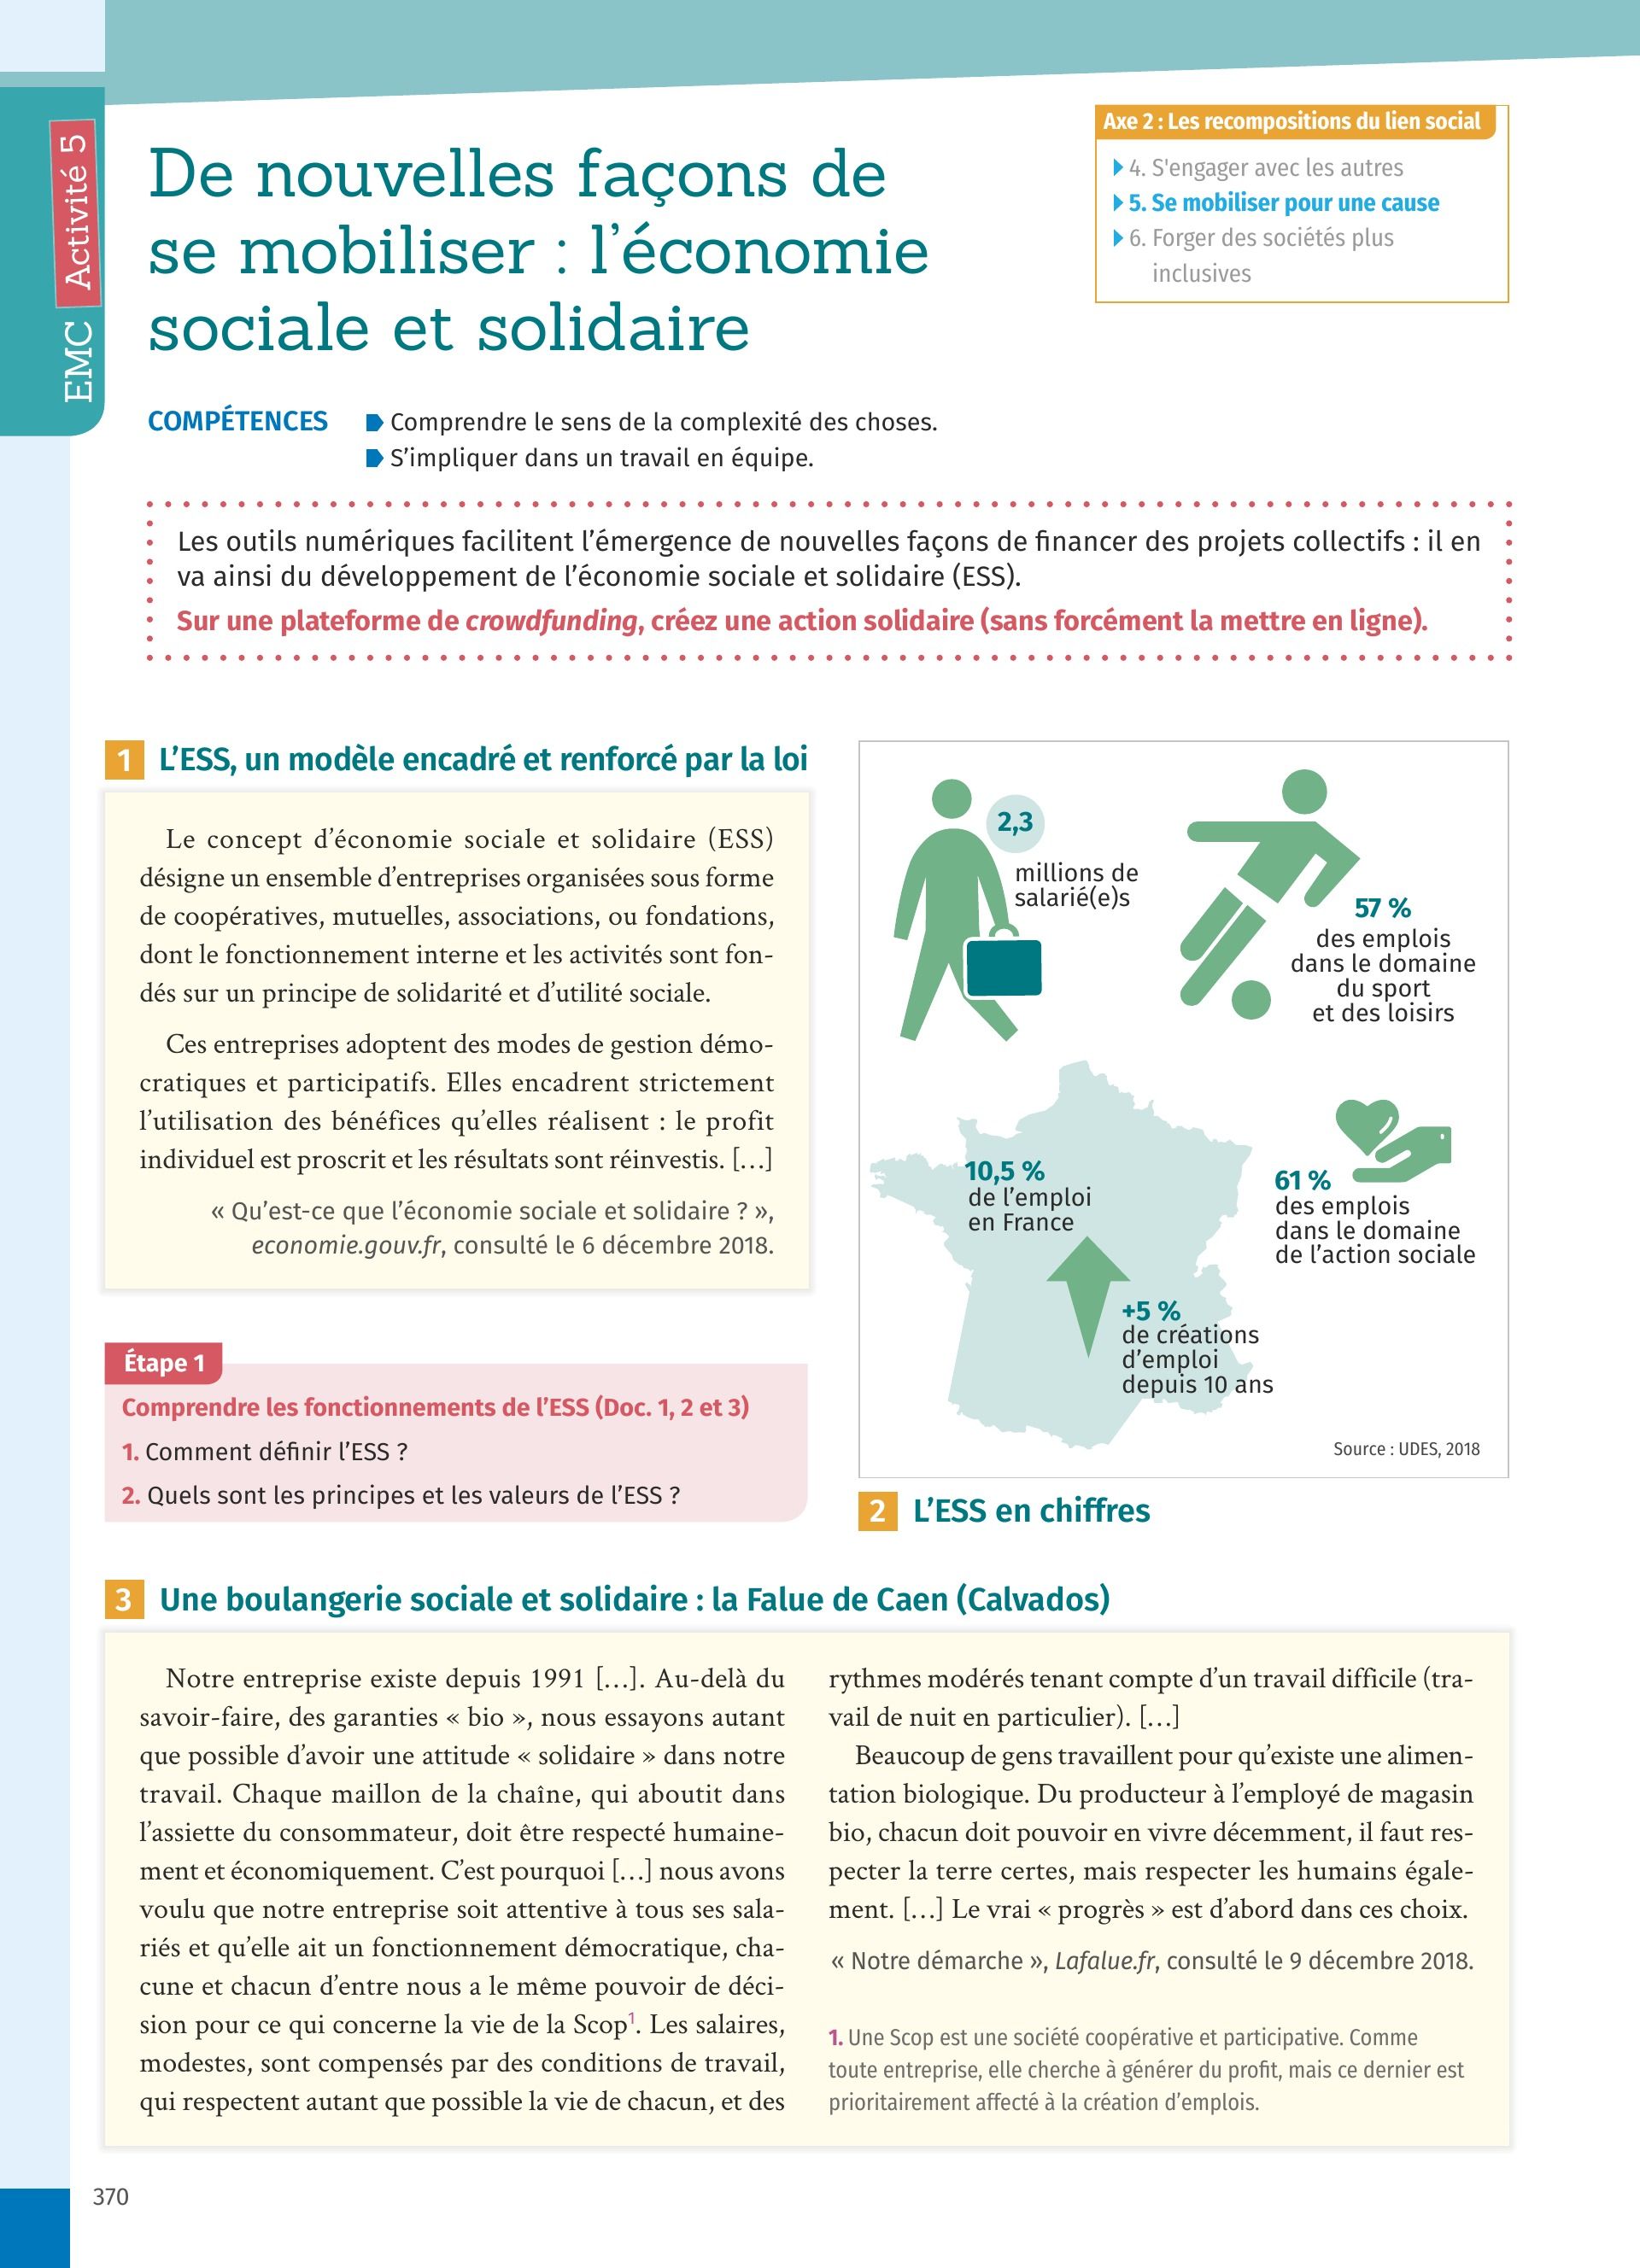 EMC Activité 5
De nouvelles façons de
se mobiliser : l’économie
sociale et solidaire
Axe 2 : Les recompositions du lien social
4. S'engager avec les autres
5. Se mobiliser pour une cause
6. Forger des sociétés plus
inclusives
COMPÉTENCES
Comprendre le sens de la complexité des choses.
S’impliquer dans un travail en équipe.
Les outils numériques facilitent l’émergence de nouvelles façons de financer des projets collectifs : il en
va ainsi du développement de l’économie sociale et solidaire (ESS).
Sur une plateforme de crowdfunding, créez une action solidaire (sans forcément la mettre en ligne).
1 L’ESS, un modèle encadré et renforcé par la loi
Le concept d’économie sociale et solidaire (ESS)
désigne un ensemble d’entreprises organisées sous forme
de coopératives, mutuelles, associations, ou fondations,
dont le fonctionnement interne et les activités sont fon-
dés sur un principe de solidarité et d’utilité sociale.
Ces entreprises adoptent des modes de gestion démo-
cratiques et participatifs. Elles encadrent strictement
l’utilisation des bénéfices qu’elles réalisent : le profit
individuel est proscrit et les résultats sont réinvestis. […]
« Qu’est-ce que l’économie sociale et solidaire ? »,
economie.gouv.fr, consulté le 6 décembre 2018.
Étape 1
Comprendre les fonctionnements de l’ESS (Doc. 1, 2 et 3)
1. Comment définir l’ESS ?
2. Quels sont les principes et les valeurs de l’ESS ?
2,3
millions de
salarié(e)s
57 %
des emplois
dans le domaine
du sport
et des loisirs
10,5 %
de l’emploi
en France
61 %
des emplois
dans le domaine
de l’action sociale
+5 %
de créations
d’emploi
depuis 10 ans
Source : UDES, 2018
2 L’ESS en chiffres
3 Une boulangerie sociale et solidaire : la Falue de Caen (Calvados)
Notre entreprise existe depuis 1991 […]. Au-delà du
savoir-faire, des garanties « bio », nous essayons autant
que possible d’avoir une attitude « solidaire » dans notre
travail. Chaque maillon de la chaîne, qui aboutit dans
l’assiette du consommateur, doit être respecté humaine-
ment et économiquement. C’est pourquoi […] nous avons
voulu que notre entreprise soit attentive à tous ses sala-
riés et qu’elle ait un fonctionnement démocratique, cha-
cune et chacun d’entre nous a le même pouvoir de déci-
sion pour ce qui concerne la vie de la Scop1. Les salaires,
modestes, sont compensés par des conditions de travail,
qui respectent autant que possible la vie de chacun, et des
rythmes modérés tenant compte d’un travail difficile (tra-
vail de nuit en particulier). […]
Beaucoup de gens travaillent pour qu’existe une alimen-
tation biologique. Du producteur à l’employé de magasin
bio, chacun doit pouvoir en vivre décemment, il faut res-
pecter la terre certes, mais respecter les humains égale-
ment. […] Le vrai « progrès » est d’abord dans ces choix.
« Notre démarche », Lafalue.fr, consulté le 9 décembre 2018.
1. Une Scop est une société coopérative et participative. Comme
toute entreprise, elle cherche à générer du profit, mais ce dernier est
prioritairement affecté à la création d’emplois.
370